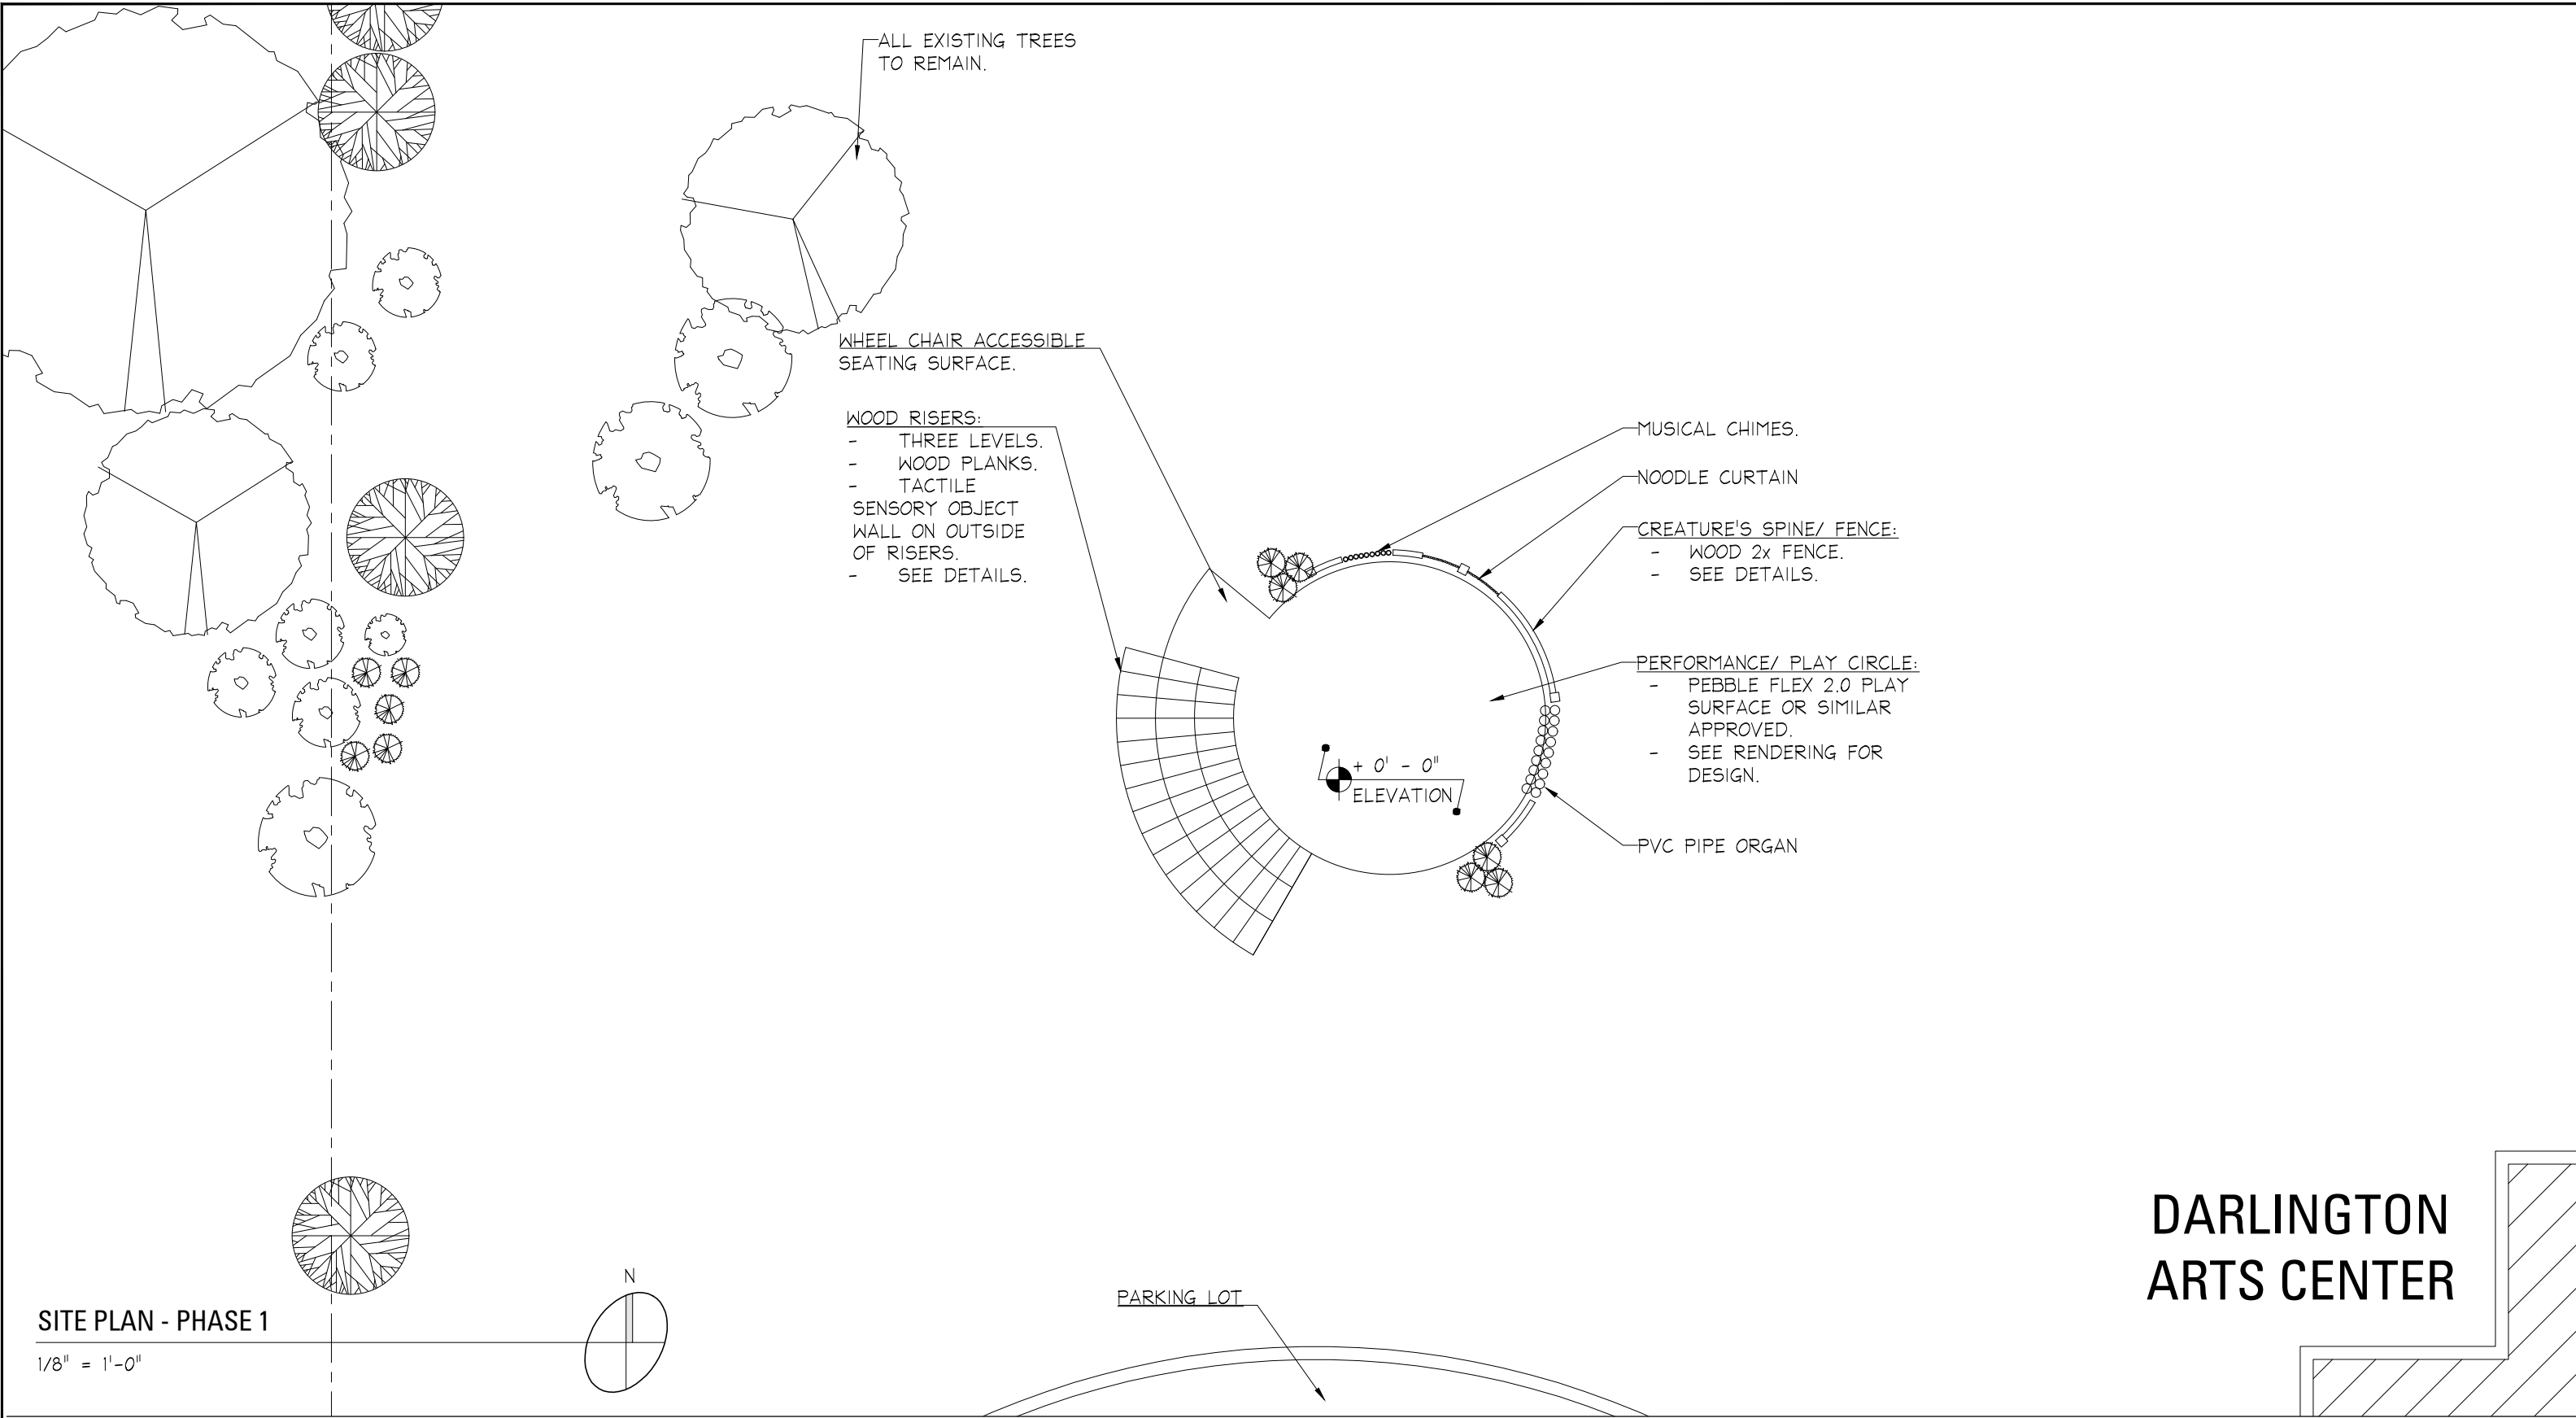 ALL EXISTING TREES
TO REMAIN.
WHEEL CHAIR ACCESSIBLE
SEATING SURFACE.
WOOD RISERS:
- THREE LEVELS.
- WOOD PLANKS.
- TACTILE
SENSORY OBJECT
WALL ON OUTSIDE
OF RISERS.
- SEE DETAILS.
MUSICAL CHIMES.
NOODLE CURTAIN
CREATURE'S SPINE/ FENCE:
- WOOD 2x FENCE.
- SEE DETAILS.
PERFORMANCE/ PLAY CIRCLE:
- PEBBLE FLEX 2.0 PLAY
SURFACE OR SIMILAR
APPROVED.
- SEE RENDERING FOR
DESIGN.
+ 0' - 0"
ELEVATION
PVC PIPE ORGAN
DARLINGTON
ARTS CENTER
PARKING LOT
N
SITE PLAN - PHASE 1
1/8" = 1'-0"